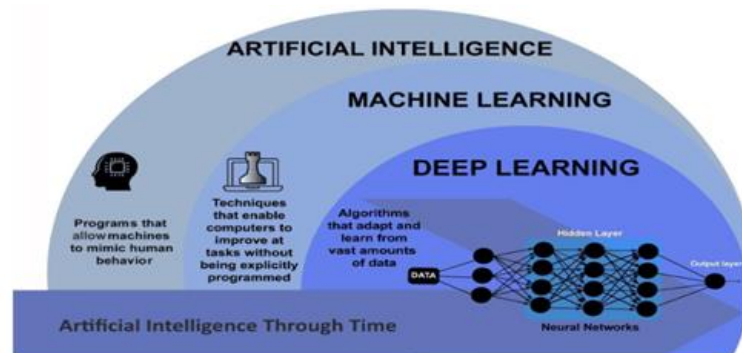 ARTIFICIAL INTELLIGENCE
MACHINE LEARNING
DEEP LEARNING
Programs that
allow machines
to mimic human
behavior
Techniques
that enable
computers to
improve at
tasks without
being explicitly
programmed
Algorithms
that adapt and
learn from
vast amounts
of data
DATA
Hidden Layer
Output layer
Neural Networks
Artificial Intelligence Through Time